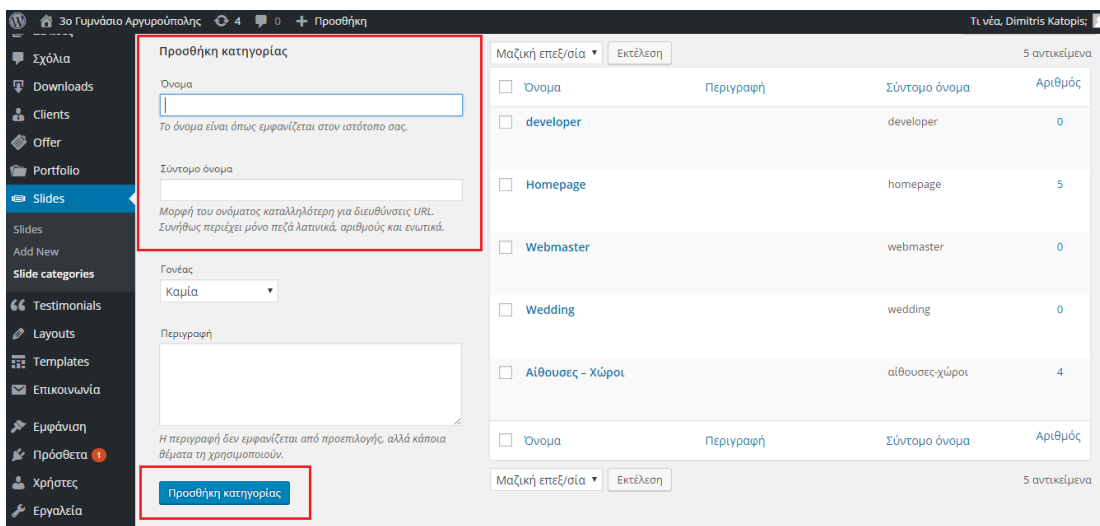 3ο Γυμνάσιο Αργυρούπολης 4 0 Προσθήκη Τι νέα, Dimitris Katopis;
Σχόλια
Downloads
Clients
Offer
Portfolio
Slides
Slides
Add New
Slide categories
Testimonials
Layouts
Templates
Επικοινωνία
Εμφάνιση
Πρόσθετα 1
Χρήστες
Εργαλεία
Προσθήκη κατηγορίας
Όνομα
Το όνομα είναι όπως εμφανίζεται στον ιστότοπο σας.
Σύντομο όνομα
Μορφή του ονόματος καταλληλότερη για διευθύνσεις URL.
Συνήθως περιέχει μόνο πεζά λατινικά, αριθμούς και ενωτικά.
Γονέας
Καμία
Περιγραφή
Η περιγραφή δεν εμφανίζεται από προεπιλογής, αλλά κάποια
θέματα τη χρησιμοποιούν.
Προσθήκη κατηγορίας
Μαζική επεξ/σία Εκτέλεση 5 αντικείμενα
Όνομα Περιγραφή Σύντομο όνομα Αριθμός
developer developer 0
Homepage homepage 5
Webmaster webmaster 0
Wedding wedding 0
Αίθουσες – Χώροι αίθουσες-χώροι 4
Όνομα Περιγραφή Σύντομο όνομα Αριθμός
Μαζική επεξ/σία Εκτέλεση 5 αντικείμενα